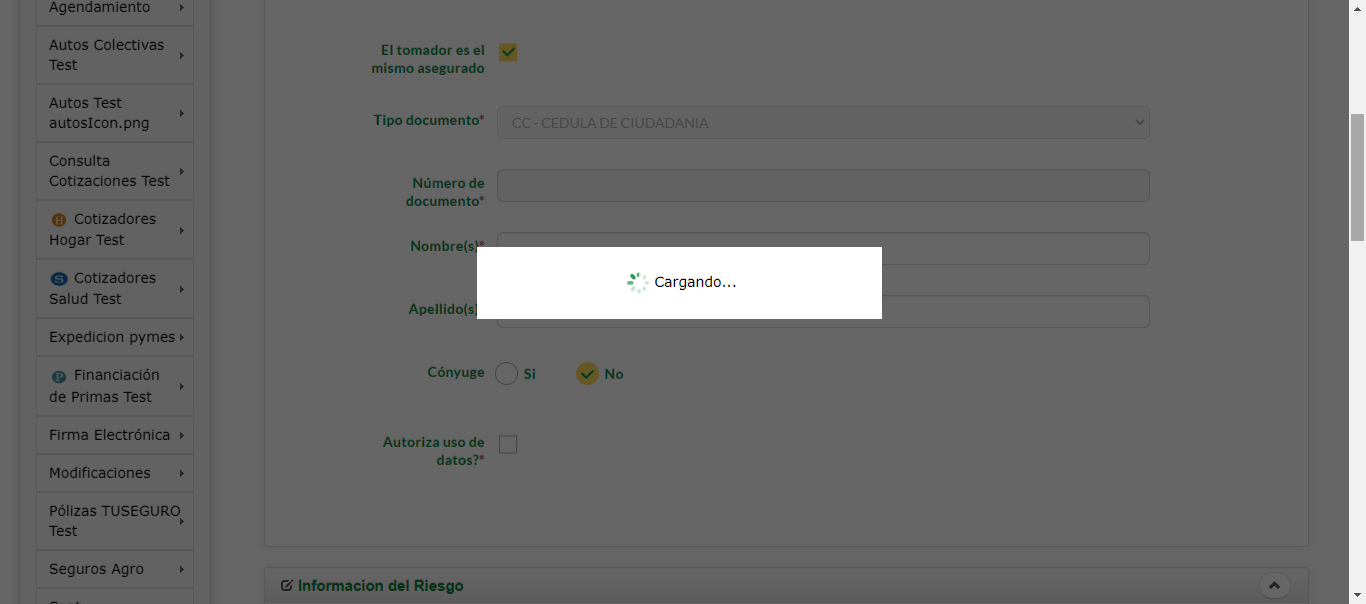 Agendamiento
Autos Colectivas
Test
Autos Test
autosIcon.png
Consulta
Cotizaciones Test
H Cotizadores
Hogar Test
S Cotizadores
Salud Test
Expedicion pymes
P Financiación
de Primas Test
Firma Electrónica
Modificaciones
Pólizas TUSEGURO
Test
Seguros Agro
El tomador es el
mismo asegurado
Tipo documento*
CC - CEDULA DE CIUDADANIA
Número de
documento*
Nombre(s)*
Cargando...
Apellido(s)
Cónyuge
Si
No
Autoriza uso de
datos?*
Informacion del Riesgo